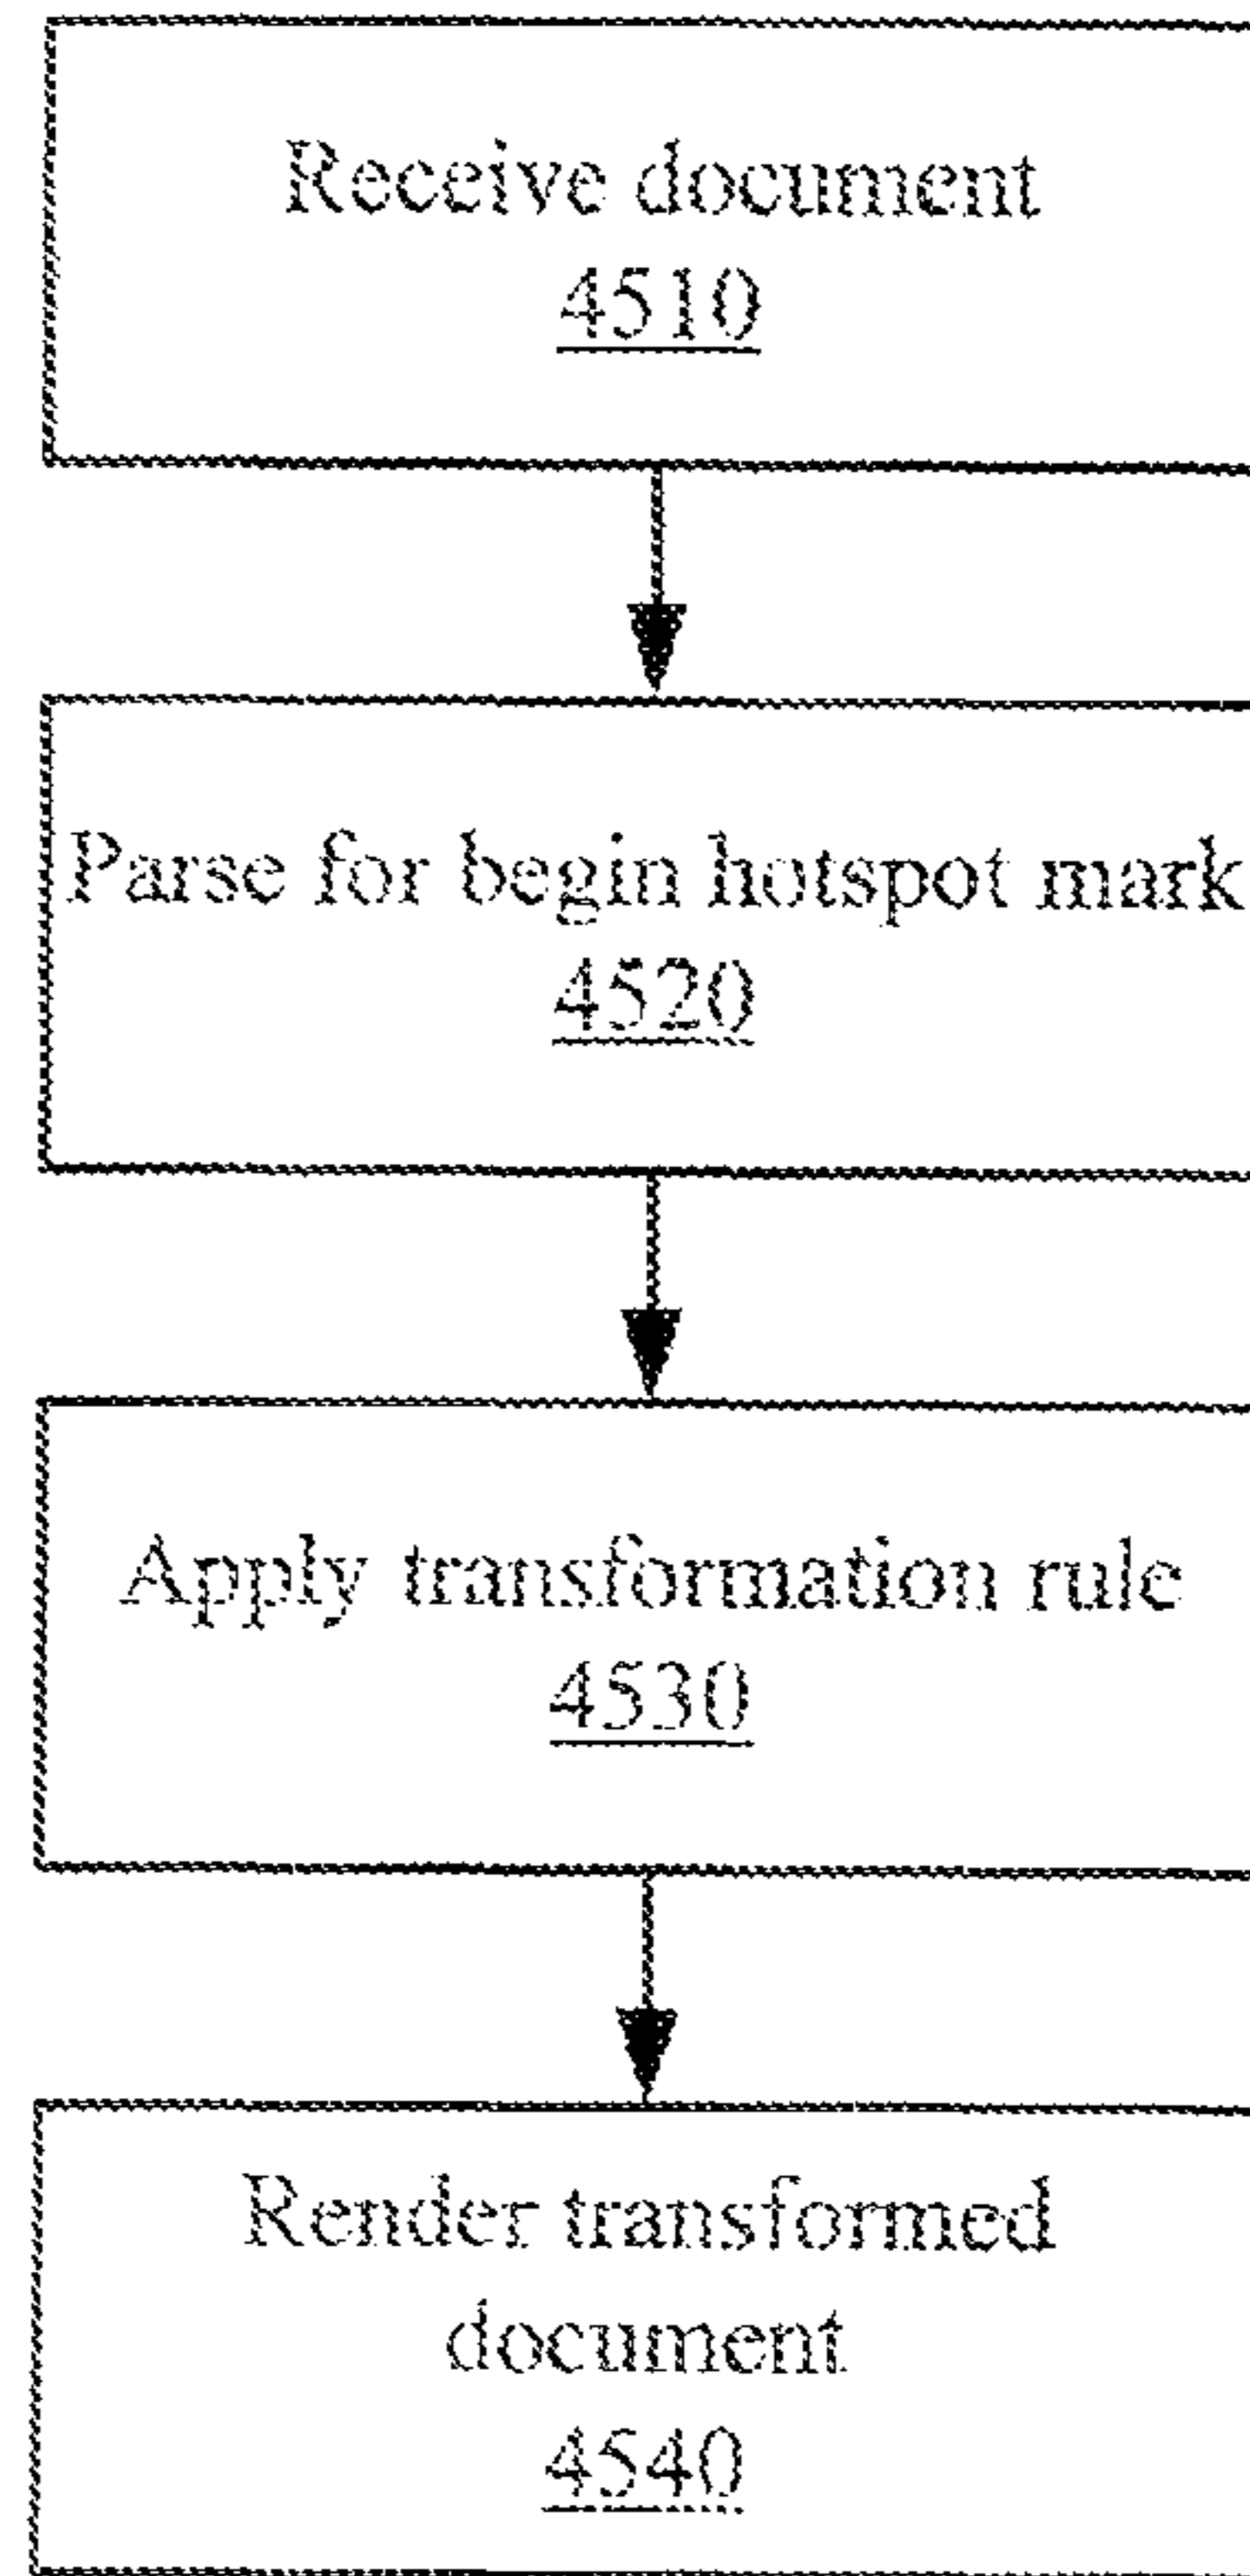 Receive document
4510
Parse for begin hotspot mark
4520
Apply transformation rule
4530
Render transformed
document
4540